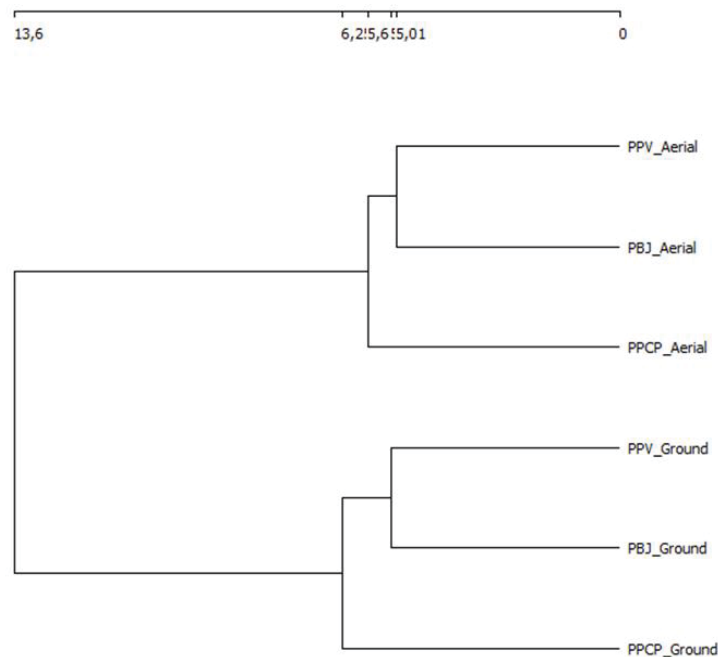 13,6 6,2 5,6 5,01 0
PPV_Aerial
PBJ_Aerial
PPCP_Aerial
PPV_Ground
PBJ_Ground
PPCP_Ground